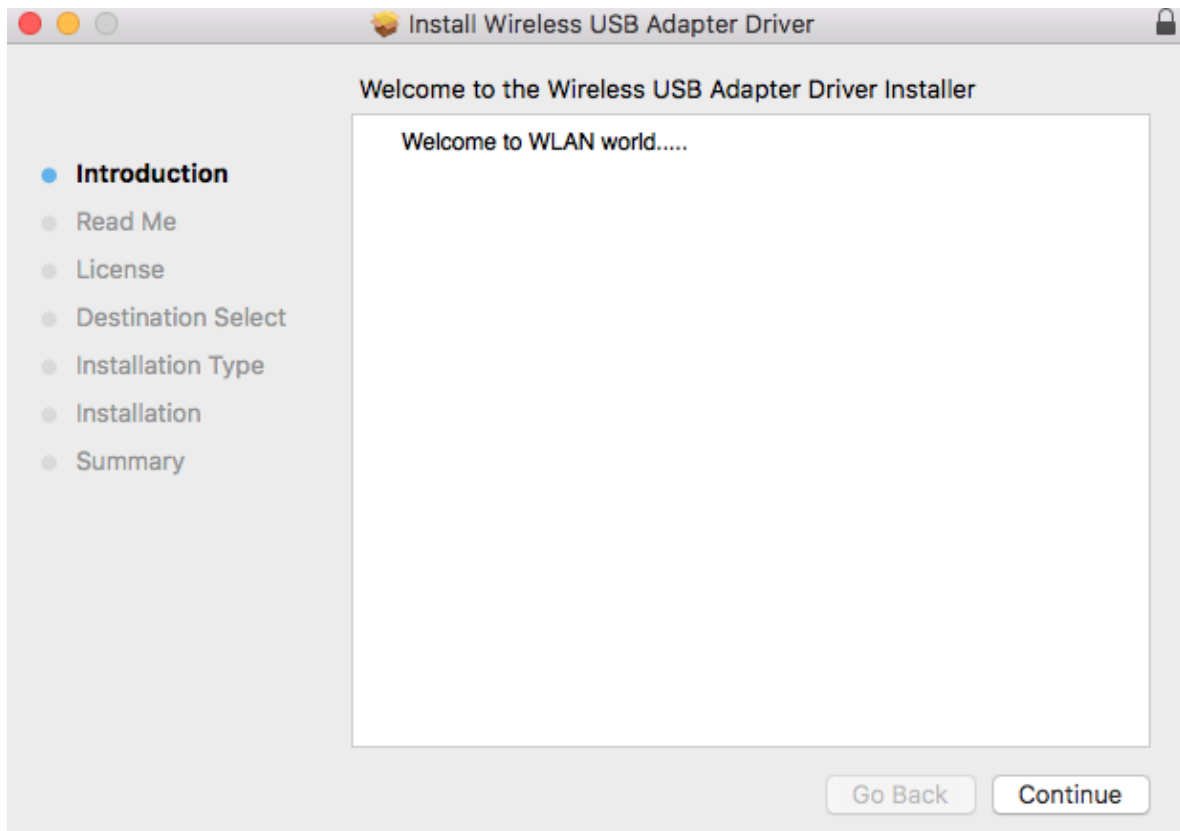 Install Wireless USB Adapter Driver
Welcome to the Wireless USB Adapter Driver Installer
Welcome to WLAN world.....
Introduction
Read Me
License
Destination Select
Installation Type
Installation
Summary
Go Back
Continue